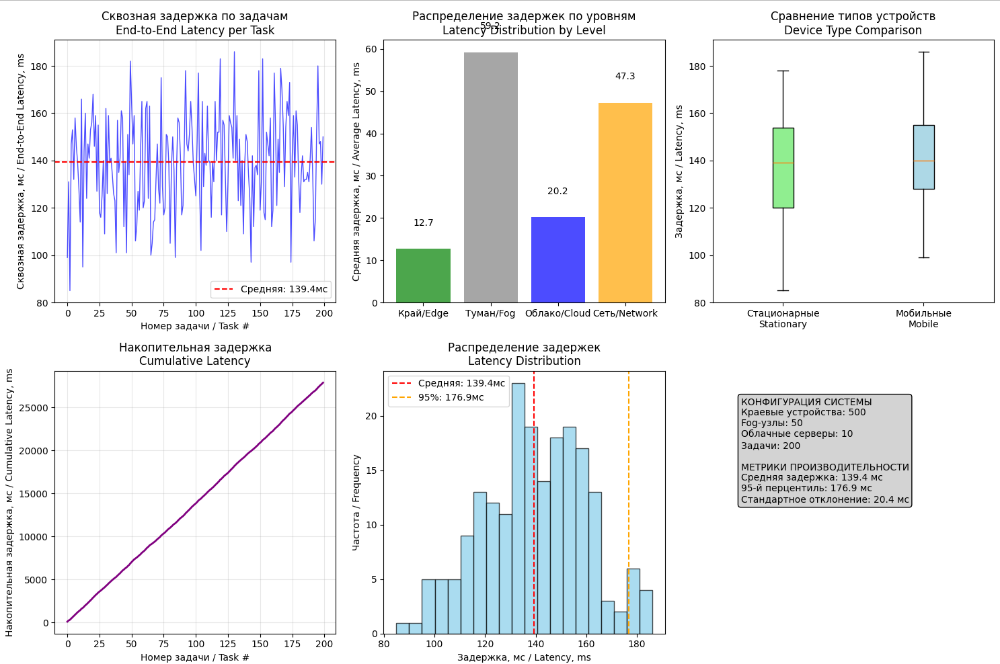 Сквозная задержка по задачам
End-to-End Latency per Task
Сквозная задержка, мс / End-to-End Latency, ms
180
160
140
120
100
80
Средняя: 139.4мс
0 25 50 75 100 125 150 175 200
Номер задачи / Task #
Распределение задержек по уровням
Latency Distribution by Level
Средняя задержка, мс / Average Latency, ms
60
50
40
30
20
10
0
12.7
59.2
20.2
47.3
Край/Edge Туман/Fog Облако/Cloud Сеть/Network
Сравнение типов устройств
Device Type Comparison
Задержка, мс / Latency, ms
180
160
140
120
100
80
Стационарные
Stationary
Мобильные
Mobile
Накопительная задержка
Cumulative Latency
Накопительная задержка, мс / Cumulative Latency, ms
25000
20000
15000
10000
5000
0
0 25 50 75 100 125 150 175 200
Номер задачи / Task #
Распределение задержек
Latency Distribution
Частота / Frequency
20
15
10
5
0
Средняя: 139.4мс
95%: 176.9мс
80 100 120 140 160 180
Задержка, мс / Latency, ms
КОНФИГУРАЦИЯ СИСТЕМЫ
Краевые устройства: 500
Fog-узлы: 50
Облачные серверы: 10
Задачи: 200
МЕТРИКИ ПРОИЗВОДИТЕЛЬНОСТИ
Средняя задержка: 139.4 мс
95-й перцентиль: 176.9 мс
Стандартное отклонение: 20.4 мс